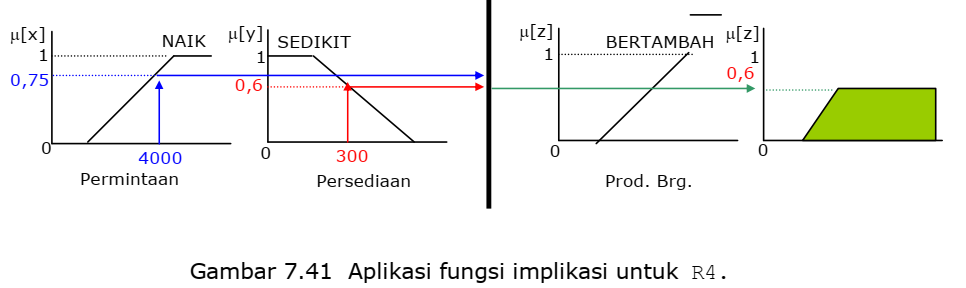 μ[x]
1
0,75
0
NAIK
4000
Permintaan
μ[y]
1
0,6
0
SEDIKIT
300
Persediaan
μ[z]
1
0
BERTAMBAH
Prod. Brg.
μ[z]
1
0,6
0
Gambar 7.41 Aplikasi fungsi implikasi untuk R4.